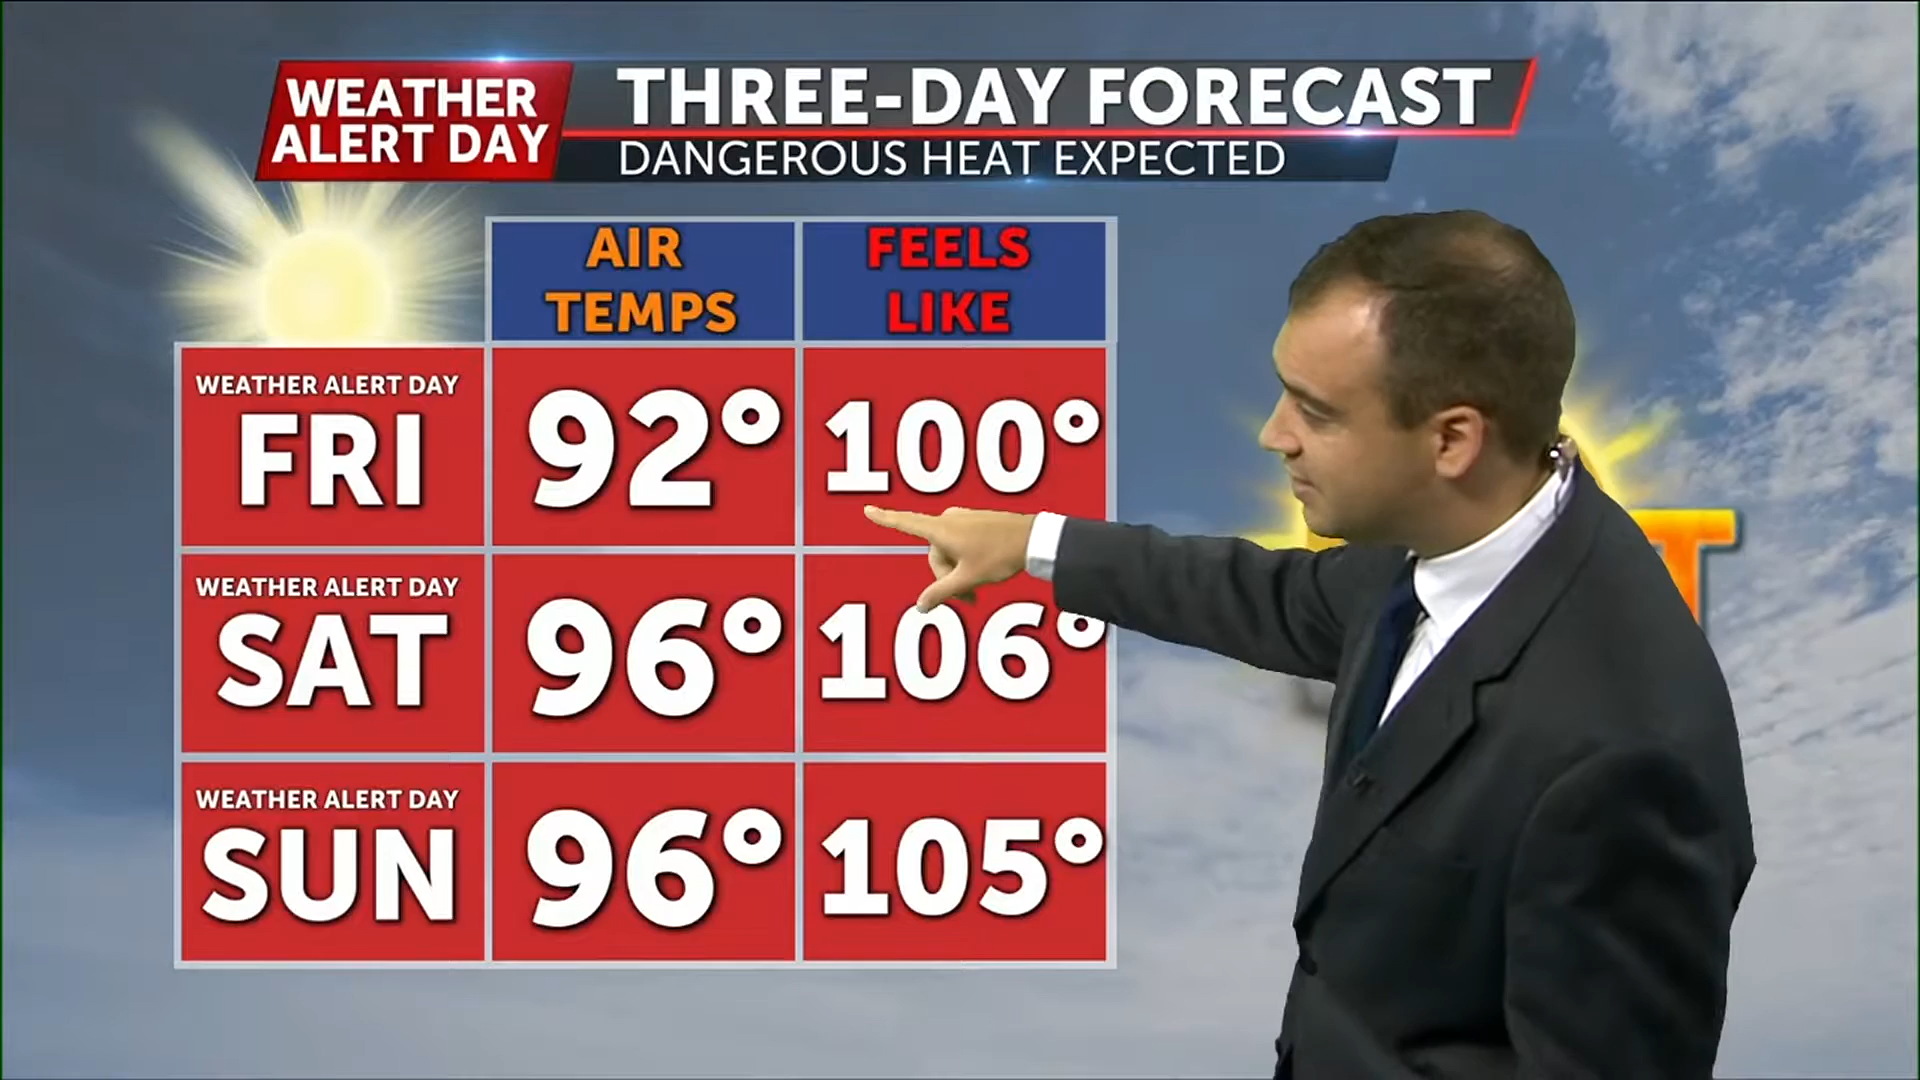 WEATHER
ALERT DAY
THREE-DAY FORECAST
DANGEROUS HEAT EXPECTED
AIR
TEMPS
FEELS
LIKE
WEATHER ALERT DAY
FRI
92°
100°
WEATHER ALERT DAY
SAT
96°
106°
WEATHER ALERT DAY
SUN
96°
105°